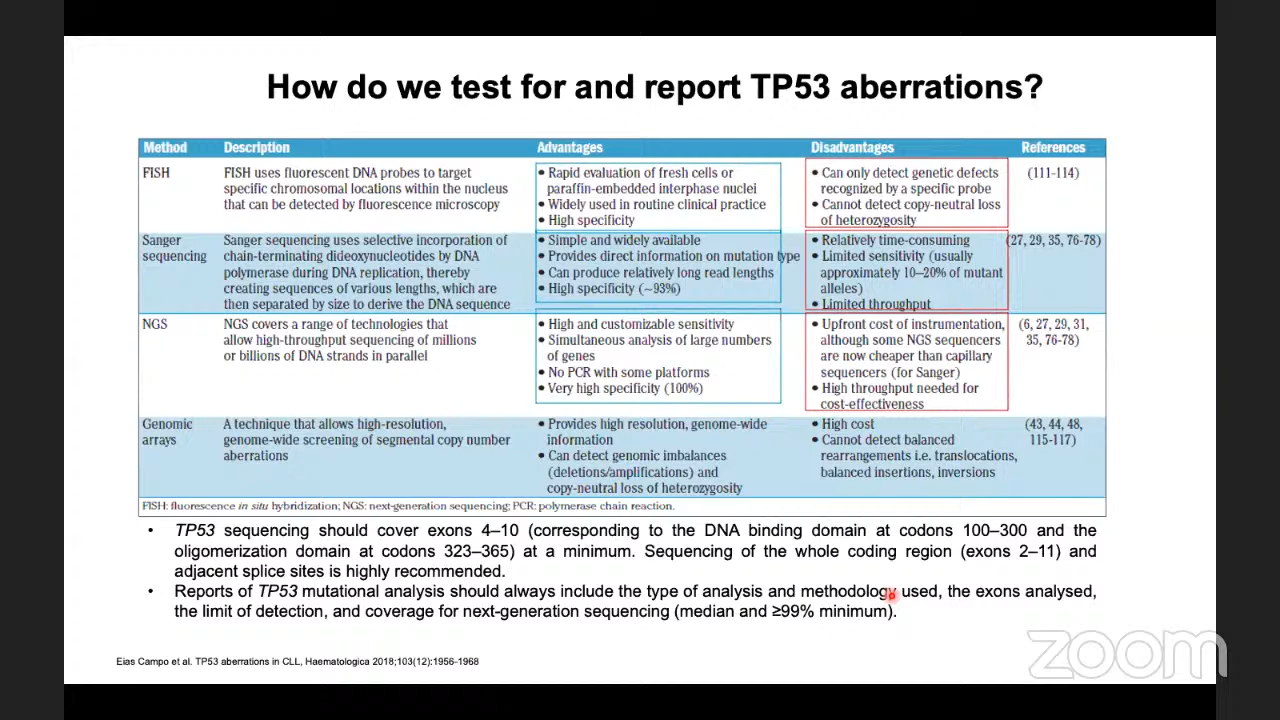 How do we test for and report TP53 aberrations?
Method Description Advantages Disadvantages References
FISH
FISH uses fluorescent DNA probes to target
specific chromosomal locations within the nucleus
that can be detected by fluorescence microscopy
• Rapid evaluation of fresh cells or
paraffin-embedded interphase nuclei
• Widely used in routine clinical practice
• High specificity
• Can only detect genetic defects
recognized by a specific probe
• Cannot detect copy-neutral loss
of heterozygosity
(111-114)
Sanger
sequencing
Sanger sequencing uses selective incorporation of
chain-terminating dideoxynucleotides by DNA
polymerase during DNA replication, thereby
creating sequences of various lengths, which are
then separated by size to derive the DNA sequence
• Simple and widely available
• Provides direct information on mutation type
• Can produce relatively long read lengths
• High specificity (~93%)
• Relatively time-consuming
• Limited sensitivity (usually
approximately 10–20% of mutant
alleles)
• Limited throughput
(27, 29, 35, 76-78)
NGS
NGS covers a range of technologies that
allow high-throughput sequencing of millions
or billions of DNA strands in parallel
• High and customizable sensitivity
• Simultaneous analysis of large numbers
of genes
• No PCR with some platforms
• Very high specificity (100%)
• Upfront cost of instrumentation,
although some NGS sequencers
are now cheaper than capillary
sequencers (for Sanger)
• High throughput needed for
cost-effectiveness
(6, 27, 29, 31,
35, 76-78)
Genomic
arrays
A technique that allows high-resolution,
genome-wide screening of segmental copy number
aberrations
• Provides high resolution, genome-wide
information
• Can detect genomic imbalances
(deletions/amplifications) and
copy-neutral loss of heterozygosity
• High cost
• Cannot detect balanced
rearrangements i.e. translocations,
balanced insertions, inversions
(43, 44, 48,
115-117)
FISH: fluorescence in situ hybridization; NGS: next-generation sequencing; PCR: polymerase chain reaction.
• TP53 sequencing should cover exons 4–10 (corresponding to the DNA binding domain at codons 100–300 and the
oligomerization domain at codons 323–365) at a minimum. Sequencing of the whole coding region (exons 2–11) and
adjacent splice sites is highly recommended.
• Reports of TP53 mutational analysis should always include the type of analysis and methodology used, the exons analysed,
the limit of detection, and coverage for next-generation sequencing (median and ≥99% minimum).
Eias Campo et al. TP53 aberrations in CLL, Haematologica 2018;103(12):1956-1968
zoom